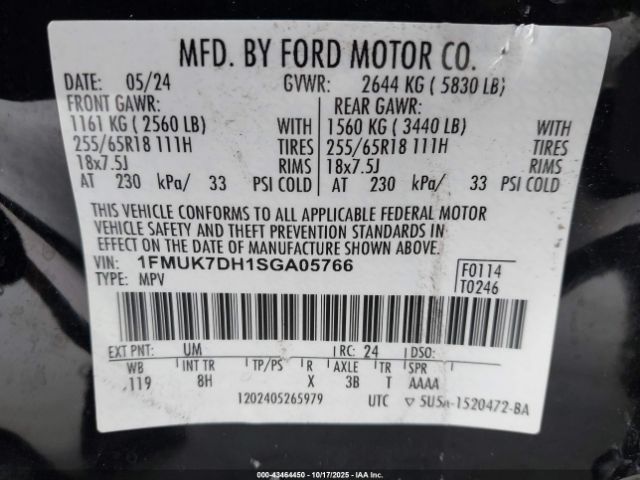 MFD. BY FORD MOTOR CO.
DATE: 05/24 GVWR: 2644 KG ( 5830 LB)
FRONT GAWR: REAR GAWR:
1161 KG ( 2560 LB) WITH 1560 KG ( 3440 LB) WITH
255/65R18 111H TIRES 255/65R18 111H TIRES
18x7.5J RIMS 18x7.5J RIMS
AT 230 kPa/ 33 PSI COLD AT 230 kPa/ 33 PSI COLD
THIS VEHICLE CONFORMS TO ALL APPLICABLE FEDERAL MOTOR
VEHICLE SAFETY AND THEFT PREVENTION STANDARDS IN
EFFECT ON THE DATE OF MANUFACTURE SHOWN ABOVE.
VIN: 1FMUK7DH1SGA05766 F0114
TYPE: MPV T0246
EXT PNT: UM RC: 24 DSO:
WB INT TR TP/PS R AXLE TR SPR
119 8H X 3B T AAAA
1202405265979 UTC ▽ 5U5A-1520472-BA
000-43464450 - 10/17/2025 - IAAI.COM